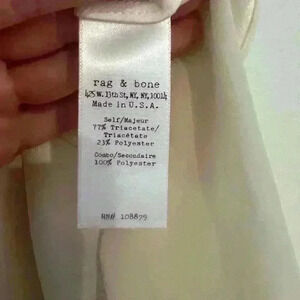 rag & bone
425 W. 13th St, NY, NY, 10014
Made in U.S.A.
Self/Majeur
77% Triacetate/
Triacétate
23% Polyester
Combo/Secondaire
100% Polyester
RN# 108879